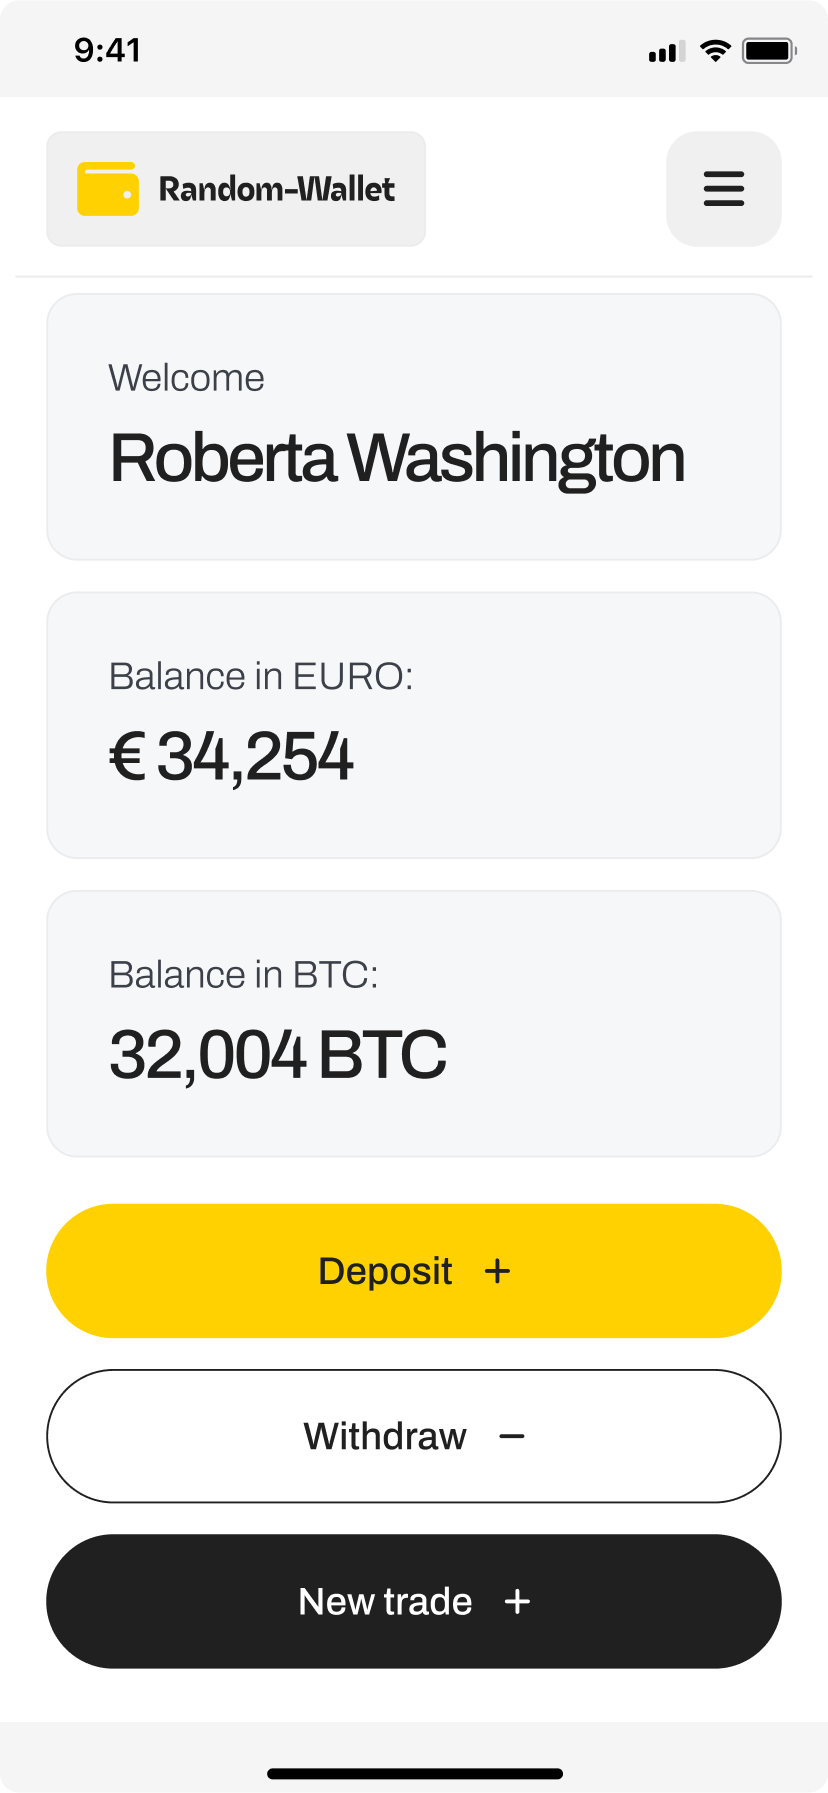 9:41
Random-Wallet
Welcome
Roberta Washington
Balance in EURO:
€ 34,254
Balance in BTC:
32,004 BTC
Deposit +
Withdraw −
New trade +